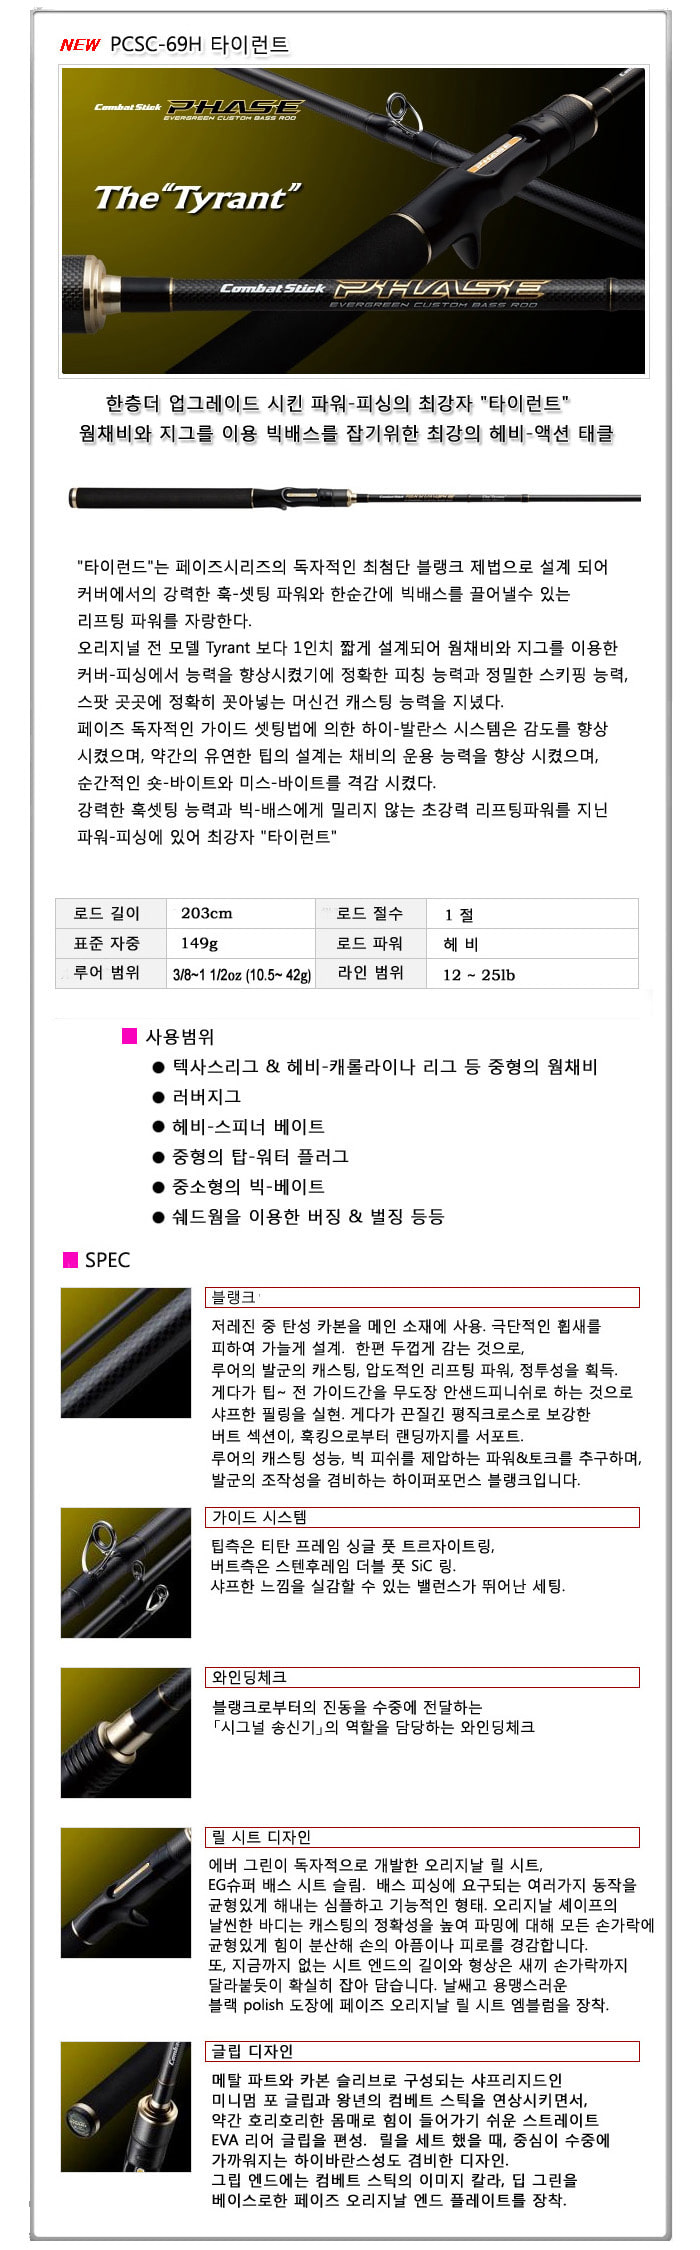 NEW PCSC-69H 타이런트
Combat Stick PHASE
EVERGREEN CUSTOM BASS ROD
The "Tyrant"
Combat Stick PHASE
EVERGREEN CUSTOM BASS ROD
한층더 업그레이드 시킨 파워-피싱의 최강자 "타이런트"
웜채비와 지그를 이용 빅배스를 잡기위한 최강의 헤비-액션 태클
"타이런드"는 페이즈시리즈의 독자적인 최첨단 블랭크 제법으로 설계 되어
커버에서의 강력한 훅-셋팅 파워와 한순간에 빅배스를 끌어낼수 있는
리프팅 파워를 자랑한다.
오리지널 전 모델 Tyrant 보다 1인치 짧게 설계되어 웜채비와 지그를 이용한
커버-피싱에서 능력을 향상시켰기에 정확한 피칭 능력과 정밀한 스키핑 능력,
스팟 곳곳에 정확히 꼿아넣는 머신건 캐스팅 능력을 지녔다.
페이즈 독자적인 가이드 셋팅법에 의한 하이-발란스 시스템은 감도를 향상
시켰으며, 약간의 유연한 팁의 설계는 채비의 운용 능력을 향상 시켰으며,
순간적인 숏-바이트와 미스-바이트를 격감 시켰다.
강력한 훅셋팅 능력과 빅-배스에게 밀리지 않는 초강력 리프팅파워를 지닌
파워-피싱에 있어 최강자 "타이런트"
로드 길이 203cm 로드 절수 1 절
표준 자중 149g 로드 파워 헤 비
루어 범위 3/8~1 1/2oz (10.5~ 42g) 라인 범위 12 ~ 25lb
사용범위
● 텍사스리그 & 헤비-캐롤라이나 리그 등 중형의 웜채비
● 러버지그
● 헤비-스피너 베이트
● 중형의 탑-워터 플러그
● 중소형의 빅-베이트
● 쉐드웜을 이용한 버징 & 벌징 등등
SPEC
블랭크
저레진 중 탄성 카본을 메인 소재에 사용. 극단적인 휩새를
피하여 가늘게 설계. 한편 두껍게 감는 것으로,
루어의 발군의 캐스팅, 압도적인 리프팅 파워, 정투성을 획득.
게다가 팁~ 전 가이드간을 무도장 안샌드피니쉬로 하는 것으로
샤프한 필링을 실현. 게다가 끈질긴 평직크로스로 보강한
버트 섹션이, 훅킹으로부터 랜딩까지를 서포트.
루어의 캐스팅 성능, 빅 피쉬를 제압하는 파워&토크를 추구하며,
발군의 조작성을 겸비하는 하이퍼포먼스 블랭크입니다.
가이드 시스템
팁측은 티탄 프레임 싱글 풋 트르자이트링,
버트측은 스텐후레임 더블 풋 SiC 링.
샤프한 느낌을 실감할 수 있는 밸런스가 뛰어난 세팅.
와인딩체크
블랭크로부터의 진동을 수중에 전달하는
「시그널 송신기」의 역할을 담당하는 와인딩체크
릴 시트 디자인
에버 그린이 독자적으로 개발한 오리지날 릴 시트,
EG슈퍼 배스 시트 슬림. 배스 피싱에 요구되는 여러가지 동작을
균형있게 해내는 심플하고 기능적인 형태. 오리지날 셰이프의
날씬한 바디는 캐스팅의 정확성을 높여 파밍에 대해 모든 손가락에
균형있게 힘이 분산해 손의 아픔이나 피로를 경감합니다.
또, 지금까지 없는 시트 엔드의 길이와 형상은 새끼 손가락까지
달라붙듯이 확실히 잡아 담습니다. 날쌔고 용맹스러운
블랙 polish 도장에 페이즈 오리지날 릴 시트 엠블럼을 장착.
글립 디자인
메탈 파트와 카본 슬리브로 구성되는 샤프리지드인
미니멈 포 글립과 왕년의 컴베트 스틱을 연상시키면서,
약간 호리호리한 몸매로 힘이 들어가기 쉬운 스트레이트
EVA 리어 글립을 편성. 릴을 세트 했을 때, 중심이 수중에
가까워지는 하이바란스성도 겸비한 디자인.
그립 엔드에는 컴베트 스틱의 이미지 칼라, 딥 그린을
베이스로한 페이즈 오리지날 엔드 플레이트를 장착.